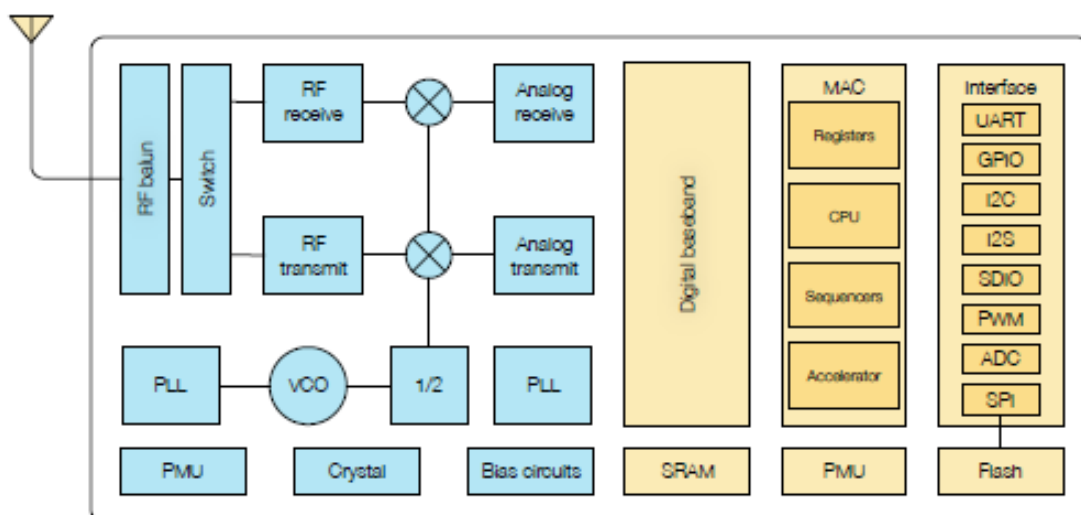 RF balun
Switch
RF
receive
Analog
receive
RF
transmit
Analog
transmit
PLL
VCO
1/2
PLL
PMU
Crystal
Bias circuits
Digital baseband
SRAM
MAC
Registers
CPU
Sequencers
Accelerator
PMU
Interface
UART
GPIO
I2C
I2S
SDIO
PWM
ADC
SPI
Flash